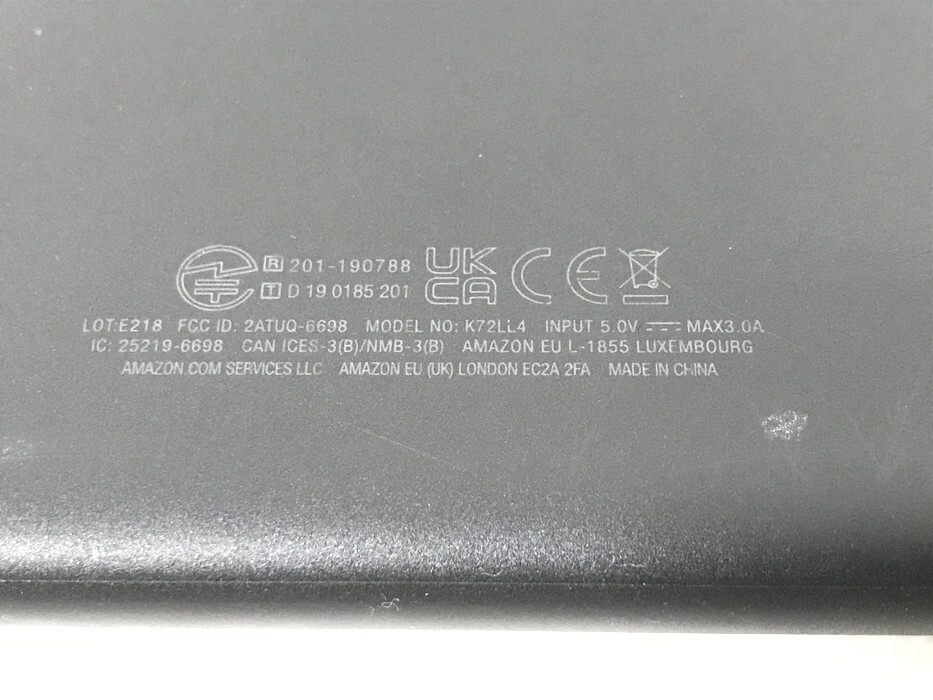 R 201-190788
T D 19 0185 201
UK
CA
CE
LOT:E218 FCC ID: 2ATUQ-6698 MODEL NO: K72LL4 INPUT 5.0V ⎓ MAX3.0A
IC: 25219-6698 CAN ICES-3(B)/NMB-3(B) AMAZON EU L-1855 LUXEMBOURG
AMAZON.COM SERVICES LLC AMAZON EU (UK) LONDON EC2A 2FA MADE IN CHINA